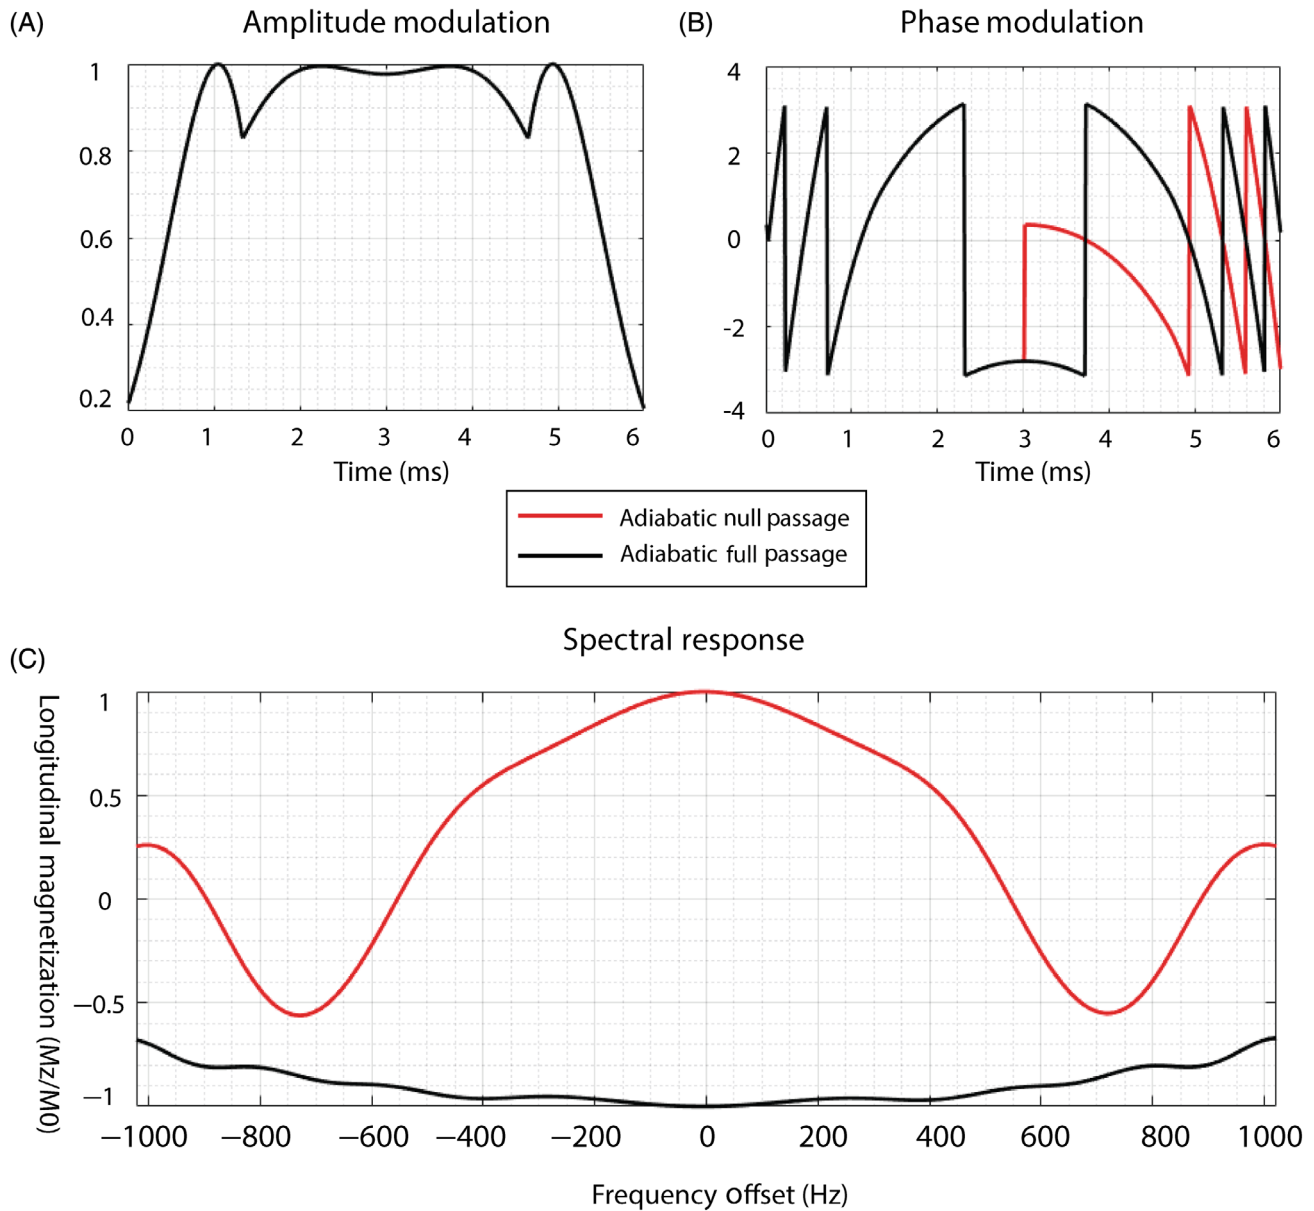 (A)
Amplitude modulation
(B)
Phase modulation
1
0.8
0.6
0.4
0.2
0 1 2 3 4 5 6
Time (ms)
4
2
0
-2
-4
0 1 2 3 4 5 6
Time (ms)
Adiabatic null passage
Adiabatic full passage
(C)
Spectral response
Longitudinal magnetization (Mz/M0)
1
0.5
0
−0.5
−1
−1000 −800 −600 −400 −200 0 200 400 600 800 1000
Frequency offset (Hz)